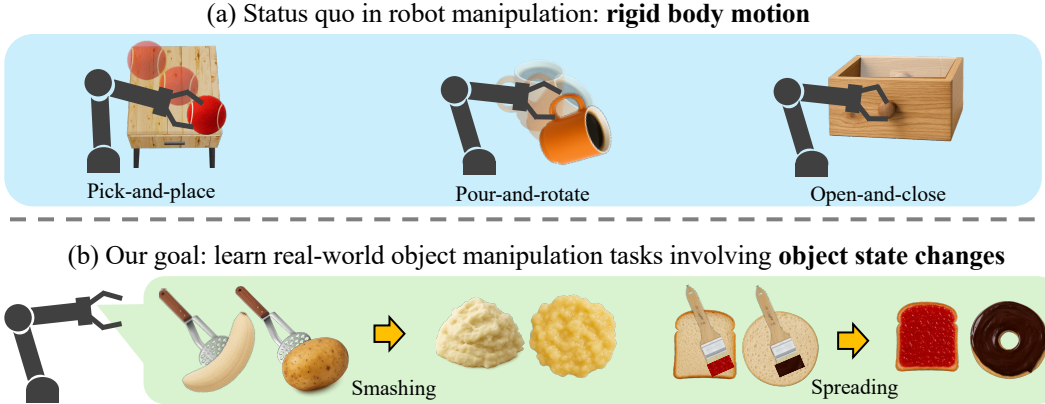 (a) Status quo in robot manipulation: rigid body motion
Pick-and-place
Pour-and-rotate
Open-and-close
(b) Our goal: learn real-world object manipulation tasks involving object state changes
Smashing
Spreading